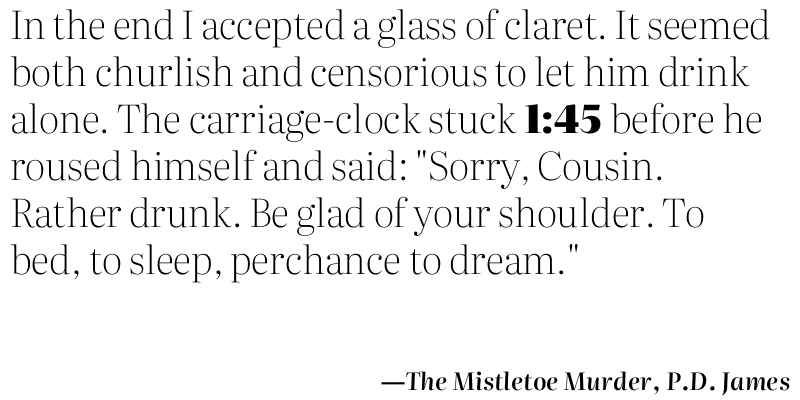 In the end I accepted a glass of claret. It seemed
both churlish and censorious to let him drink
alone. The carriage-clock stuck 1:45 before he
roused himself and said: "Sorry, Cousin.
Rather drunk. Be glad of your shoulder. To
bed, to sleep, perchance to dream."
—The Mistletoe Murder, P.D. James